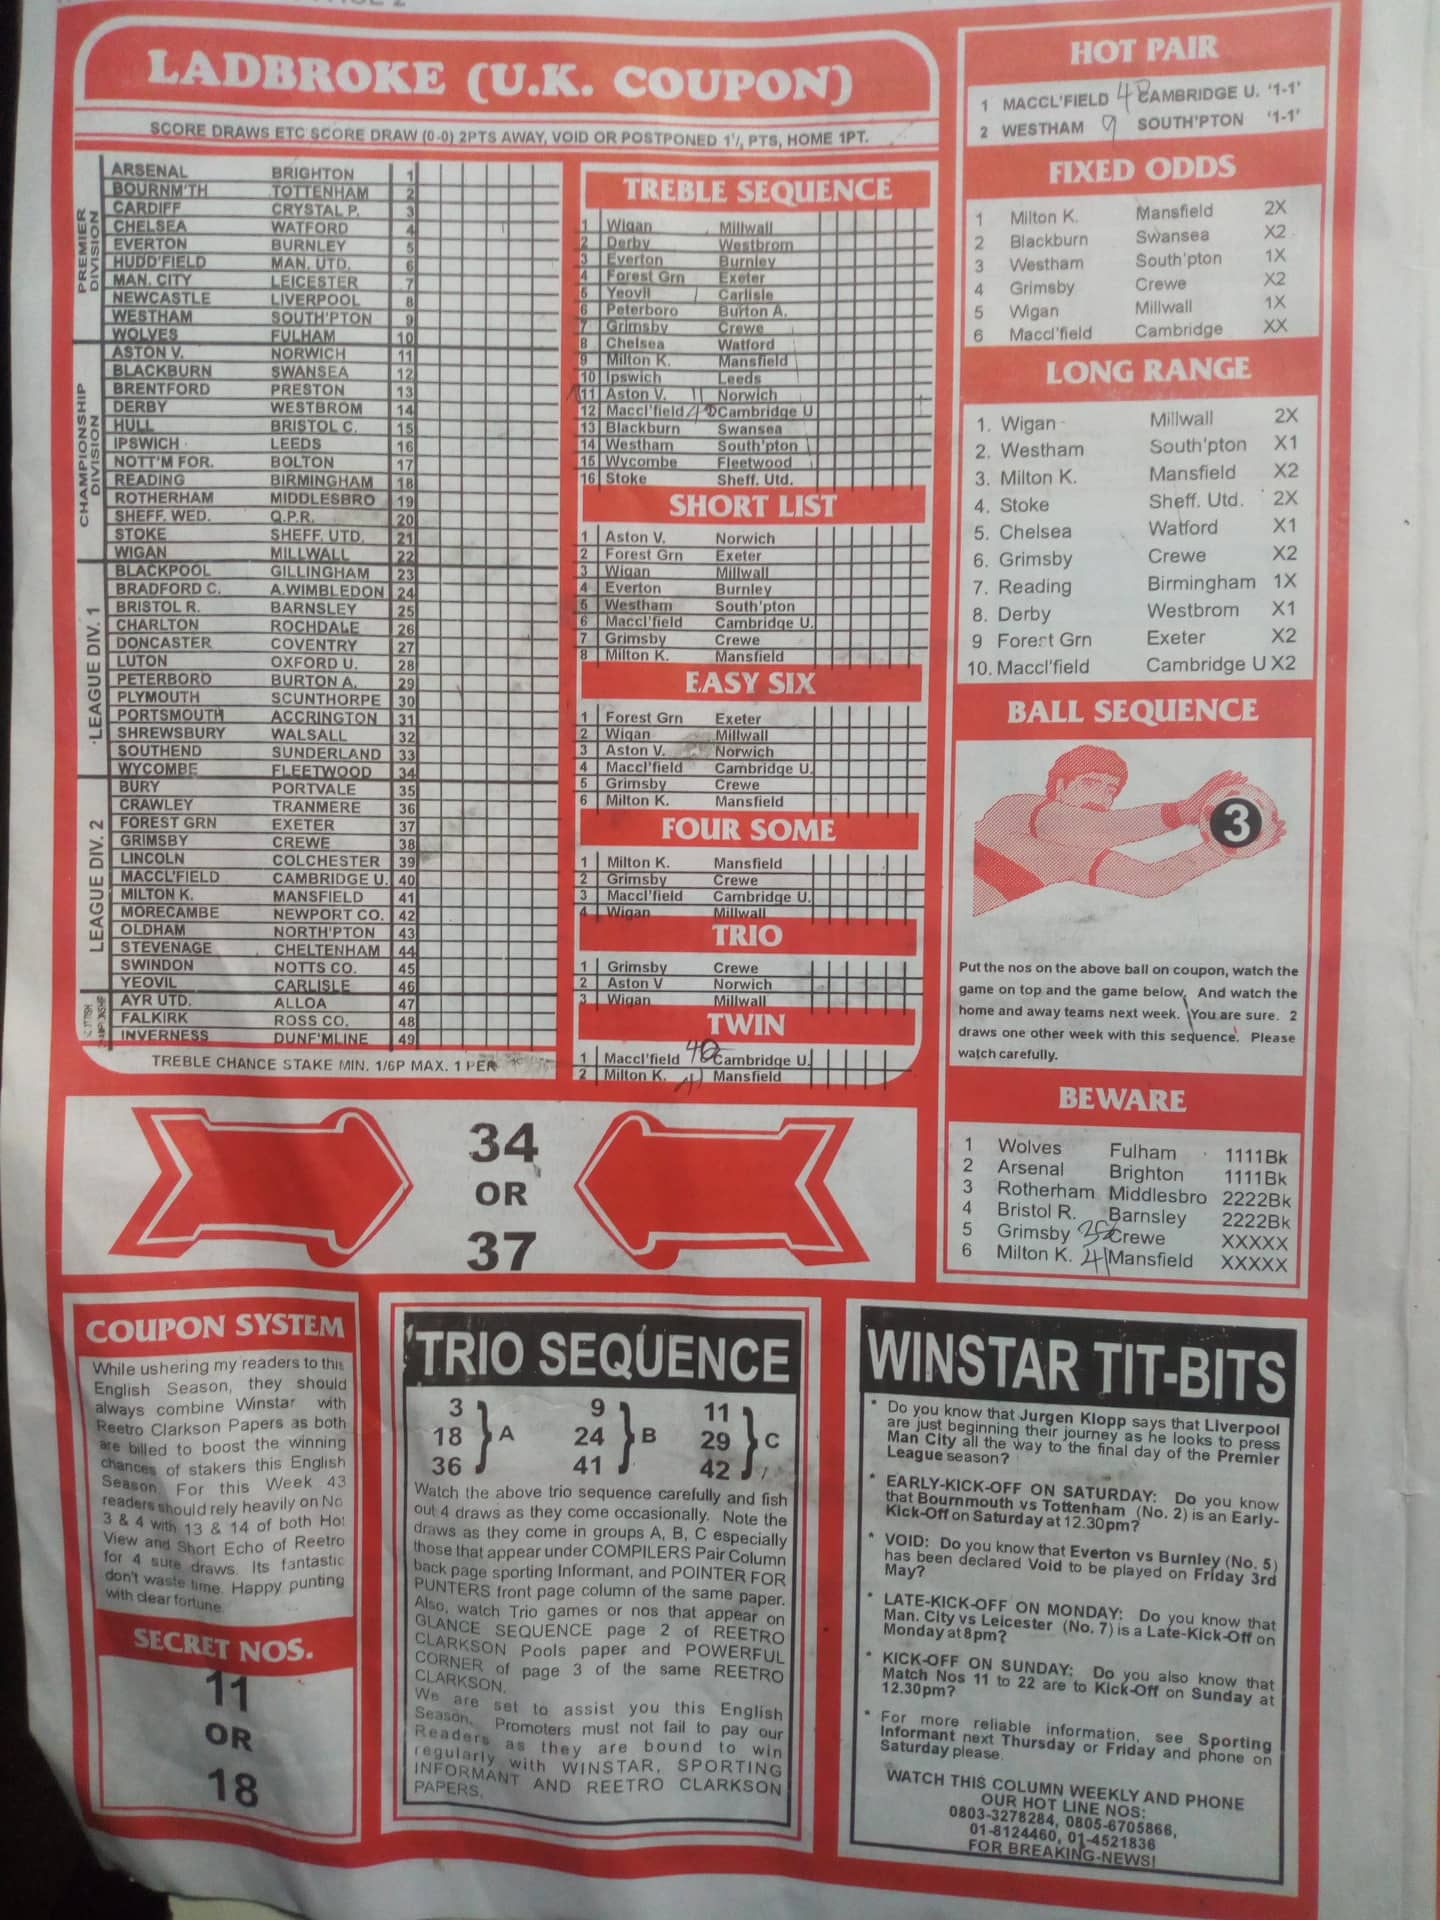 LADBROKE (U.K. COUPON)
SCORE DRAWS ETC SCORE DRAW (0-0) 2PTS AWAY, VOID OR POSTPONED 1½ PTS, HOME 1PT.
PREMIER DIVISION
ARSENAL BRIGHTON 1
BOURNM'TH TOTTENHAM 2
CARDIFF CRYSTAL P. 3
CHELSEA WATFORD 4
EVERTON BURNLEY 5
HUDD'FIELD MAN. UTD. 6
MAN. CITY LEICESTER 7
NEWCASTLE LIVERPOOL 8
WESTHAM SOUTH'PTON 9
WOLVES FULHAM 10
CHAMPIONSHIP DIVISION
ASTON V. NORWICH 11
BLACKBURN SWANSEA 12
BRENTFORD PRESTON 13
DERBY WESTBROM 14
HULL BRISTOL C. 15
IPSWICH LEEDS 16
NOTT'M FOR. BOLTON 17
READING BIRMINGHAM 18
ROTHERHAM MIDDLESBRO 19
SHEFF. WED. Q.P.R. 20
STOKE SHEFF. UTD. 21
WIGAN MILLWALL 22
LEAGUE DIV. 1
BLACKPOOL GILLINGHAM 23
BRADFORD C. A.WIMBLEDON 24
BRISTOL R. BARNSLEY 25
CHARLTON ROCHDALE 26
DONCASTER COVENTRY 27
LUTON OXFORD U. 28
PETERBORO BURTON A. 29
PLYMOUTH SCUNTHORPE 30
PORTSMOUTH ACCRINGTON 31
SHREWSBURY WALSALL 32
SOUTHEND SUNDERLAND 33
WYCOMBE FLEETWOOD 34
LEAGUE DIV. 2
BURY PORTVALE 35
CRAWLEY TRANMERE 36
FOREST GRN EXETER 37
GRIMSBY CREWE 38
LINCOLN COLCHESTER 39
MACCL'FIELD CAMBRIDGE U. 40
MILTON K. MANSFIELD 41
MORECAMBE NEWPORT CO. 42
OLDHAM NORTH'PTON 43
STEVENAGE CHELTENHAM 44
SWINDON NOTTS CO. 45
YEOVIL CARLISLE 46
AYR UTD. ALLOA 47
FALKIRK ROSS CO. 48
INVERNESS DUNF'MLINE 49
TREBLE CHANCE STAKE MIN. 1/6P MAX. 1 PER
TREBLE SEQUENCE
1 Wigan Millwall
2 Derby Westbrom
3 Everton Burnley
4 Forest Grn Exeter
5 Yeovil Carlisle
6 Peterboro Burton A.
7 Grimsby Crewe
8 Chelsea Watford
9 Milton K. Mansfield
10 Ipswich Leeds
11 Aston V. 11 Norwich
12 Maccl'field 40 Cambridge U
13 Blackburn Swansea
14 Westham South'pton
15 Wycombe Fleetwood
16 Stoke Sheff. Utd.
SHORT LIST
1 Aston V. Norwich
2 Forest Grn Exeter
3 Wigan Millwall
4 Everton Burnley
5 Westham South'pton
6 Maccl'field Cambridge U.
7 Grimsby Crewe
8 Milton K. Mansfield
EASY SIX
1 Forest Grn Exeter
2 Wigan Millwall
3 Aston V. Norwich
4 Maccl'field Cambridge U.
5 Grimsby Crewe
6 Milton K. Mansfield
FOUR SOME
1 Milton K. Mansfield
2 Grimsby Crewe
3 Maccl'field Cambridge U.
4 Wigan Millwall
TRIO
1 Grimsby Crewe
2 Aston V Norwich
3 Wigan Millwall
TWIN
1 Maccl'field 40 Cambridge U.
2 Milton K. 41 Mansfield
HOT PAIR
1 MACCL'FIELD 40 CAMBRIDGE U. '1-1'
2 WESTHAM 9 SOUTH'PTON '1-1'
FIXED ODDS
1 Milton K. Mansfield 2X
2 Blackburn Swansea X2
3 Westham South'pton 1X
4 Grimsby Crewe X2
5 Wigan Millwall 1X
6 Maccl'field Cambridge XX
LONG RANGE
1. Wigan Millwall 2X
2. Westham South'pton X1
3. Milton K. Mansfield X2
4. Stoke Sheff. Utd. 2X
5. Chelsea Watford X1
6. Grimsby Crewe X2
7. Reading Birmingham 1X
8. Derby Westbrom X1
9 Forest Grn Exeter X2
10. Maccl'field Cambridge U X2
BALL SEQUENCE
3
Put the nos on the above ball on coupon, watch the
game on top and the game below. And watch the
home and away teams next week. You are sure. 2
draws one other week with this sequence. Please
watch carefully.
BEWARE
1 Wolves Fulham 1111Bk
2 Arsenal Brighton 1111Bk
3 Rotherham Middlesbro 2222Bk
4 Bristol R. Barnsley 2222Bk
5 Grimsby 38 Crewe XXXXX
6 Milton K. 41 Mansfield XXXXX
34
OR
37
COUPON SYSTEM
While ushering my readers to this
English Season, they should
always combine Winstar with
Reetro Clarkson Papers as both
are billed to boost the winning
chances of stakers this English
Season. For this Week 43
readers should rely heavily on No
3 & 4 with 13 & 14 of both Hot
View and Short Echo of Reetro
for 4 sure draws. Its fantastic
don't waste time. Happy punting
with clear fortune.
SECRET NOS.
11
OR
18
TRIO SEQUENCE
3 9 11
18 A 24 B 29 C
36 41 42
Watch the above trio sequence carefully and fish
out 4 draws as they come occasionally. Note the
draws as they come in groups A, B, C especially
those that appear under COMPILERS Pair Column
back page sporting Informant, and POINTER FOR
PUNTERS front page column of the same paper.
Also, watch Trio games or nos that appear on
GLANCE SEQUENCE page 2 of REETRO
CLARKSON Pools paper and POWERFUL
CORNER of page 3 of the same REETRO
CLARKSON.
We are set to assist you this English
Season. Promoters must not fail to pay our
Readers as they are bound to win
regularly with WINSTAR, SPORTING
INFORMANT AND REETRO CLARKSON
PAPERS.
WINSTAR TIT-BITS
* Do you know that Jurgen Klopp says that Liverpool
are just beginning their journey as he looks to press
Man City all the way to the final day of the Premier
League season?
* EARLY-KICK-OFF ON SATURDAY: Do you know
that Bournmouth vs Tottenham (No. 2) is an Early-
Kick-Off on Saturday at 12.30pm?
* VOID: Do you know that Everton vs Burnley (No. 5)
has been declared Void to be played on Friday 3rd
May?
* LATE-KICK-OFF ON MONDAY: Do you know that
Man. City vs Leicester (No. 7) is a Late-Kick-Off on
Monday at 8pm?
* KICK-OFF ON SUNDAY: Do you also know that
Match Nos 11 to 22 are to Kick-Off on Sunday at
12.30pm?
* For more reliable information, see Sporting
Informant next Thursday or Friday and phone on
Saturday please.
WATCH THIS COLUMN WEEKLY AND PHONE
OUR HOT LINE NOS:
0803-3278284, 0805-6705866,
01-8124460, 01-4521836
FOR BREAKING-NEWS!